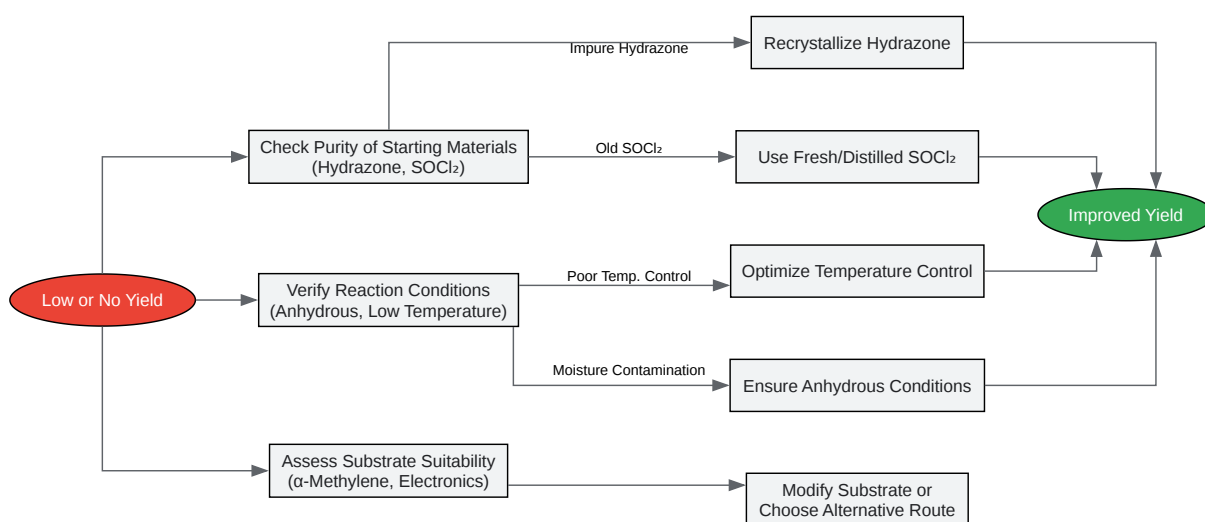 Impure Hydrazone
Recrystallize Hydrazone
Check Purity of Starting Materials
(Hydrazone, SOCl₂)
Old SOCl₂
Use Fresh/Distilled SOCl₂
Improved Yield
Low or No Yield
Verify Reaction Conditions
(Anhydrous, Low Temperature)
Poor Temp. Control
Optimize Temperature Control
Moisture Contamination
Ensure Anhydrous Conditions
Assess Substrate Suitability
(α-Methylene, Electronics)
Modify Substrate or
Choose Alternative Route